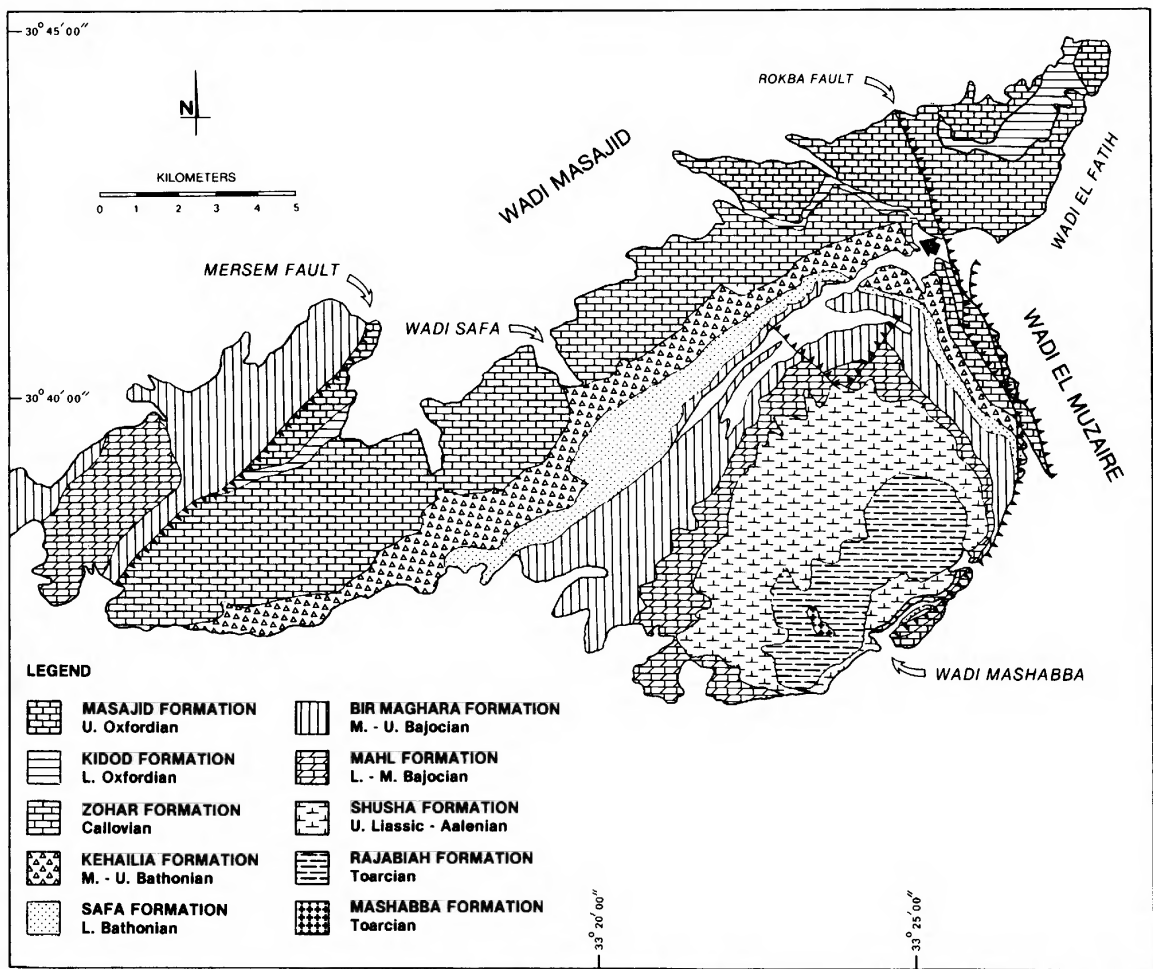 30°45'00"
ROKBA FAULT
N
WADI MASAJID
WADI EL FATIH
KILOMETERS
0 1 2 3 4 5
MERSEM FAULT
WADI SAFA
WADI EL MUZAIRE
30°40'00"
WADI MASHABBA
LEGEND
MASAJID FORMATION
U. Oxfordian
KIDOD FORMATION
L. Oxfordian
ZOHAR FORMATION
Callovian
KEHAILIA FORMATION
M. - U. Bathonian
SAFA FORMATION
L. Bathonian
BIR MAGHARA FORMATION
M. - U. Bajocian
MAHL FORMATION
L. - M. Bajocian
SHUSHA FORMATION
U. Liassic - Aalenian
RAJABIAH FORMATION
Toarcian
MASHABBA FORMATION
Toarcian
33°20'00"
33°25'00"